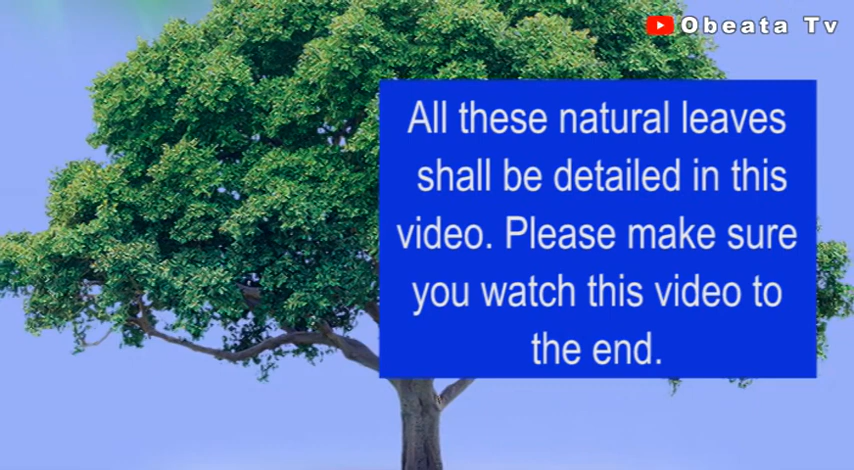 Obeata Tv
All these natural leaves
shall be detailed in this
video. Please make sure
you watch this video to
the end.